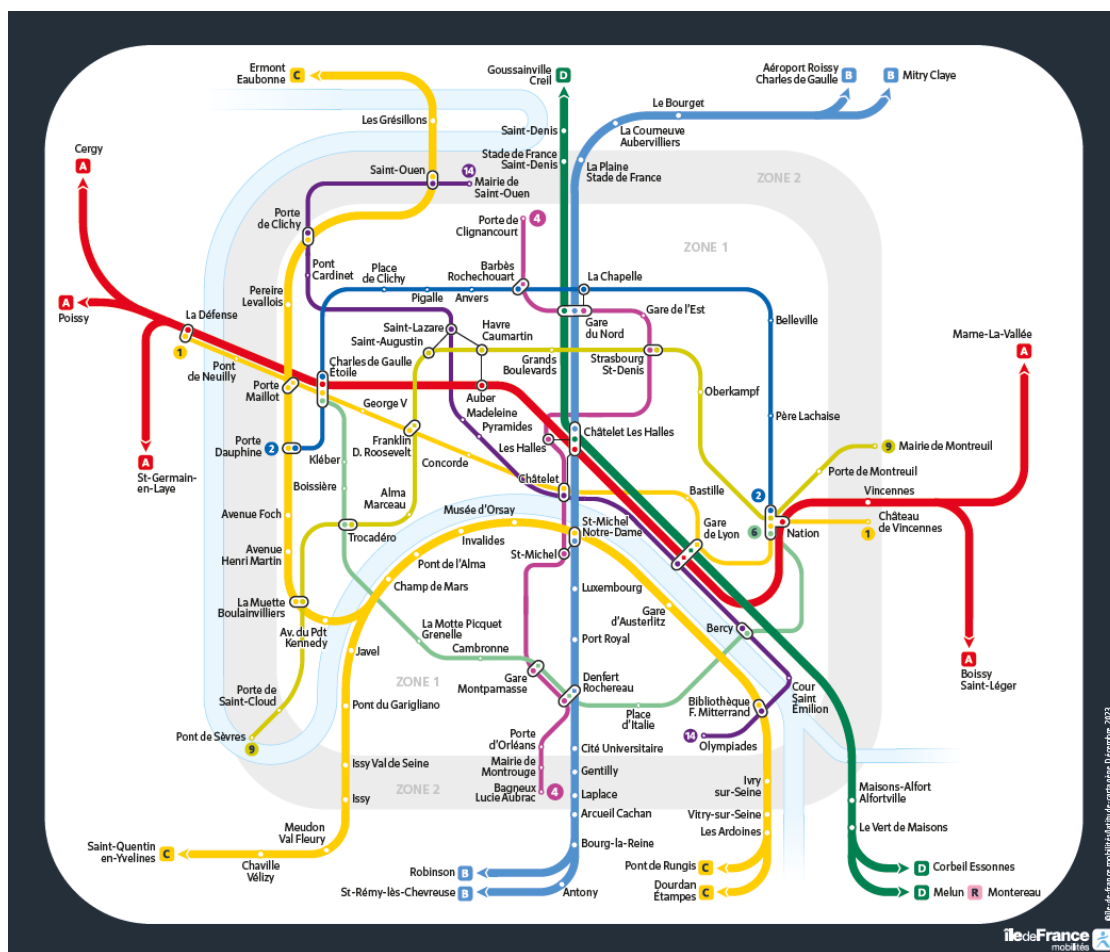 Ermont
Eaubonne
C
Goussainville
Creil
D
Aéroport Roissy
Charles de Gaulle
B
B
Mitry Claye
Le Bourget
Les Grésillons
Saint-Denis
La Courneuve
Aubervilliers
Cergy
A
Stade de France
Saint-Denis
La Plaine
Stade de France
Saint-Ouen
14
Mairie de
Saint-Ouen
ZONE 2
Porte
de Clichy
Porte de
Clignancourt
4
ZONE 1
Pont
Cardinet
Place
de Clichy
Barbès
Rochechouart
La Chapelle
Pereire
Levallois
Pigalle
Anvers
A
Poissy
La Défense
1
Saint-Lazare
Saint-Augustin
Havre
Caumartin
Gare
du Nord
Gare de l'Est
Belleville
Marne-La-Vallée
A
Pont
de Neuilly
Charles de Gaulle
Étoile
Grands
Boulevards
Strasbourg
St-Denis
Porte
Maillot
George V
Auber
Oberkampf
Madeleine
Pyramides
Père Lachaise
Porte
Dauphine
2
Franklin
D. Roosevelt
Les Halles
Châtelet Les Halles
9
Mairie de Montreuil
A
St-Germain-
en-Laye
Kléber
Concorde
Porte de Montreuil
Boissière
Châtelet
Bastille
2
Vincennes
Alma
Marceau
Avenue Foch
Musée d'Orsay
St-Michel
Notre-Dame
Gare
de Lyon
6
Nation
1
Château
de Vincennes
Trocadéro
Invalides
Avenue
Henri Martin
Pont de l'Alma
St-Michel
Champ de Mars
Luxembourg
La Muette
Boulainvilliers
Gare
d'Austerlitz
Av. du Pdt
Kennedy
La Motte Picquet
Grenelle
Port Royal
Bercy
Javel
Cambronne
A
Boissy
Saint-Léger
ZONE 1
Gare
Montparnasse
Denfert
Rochereau
Cour
Saint
Émilion
Porte de
Saint-Cloud
Pont du Garigliano
Place
d'Italie
Bibliothèque
F. Mitterrand
Pont de Sèvres
9
Porte
d'Orléans
14
Olympiades
Cité Universitaire
Issy Val de Seine
Mairie de
Montrouge
Gentilly
ZONE 2
Bagneux
Lucie Aubrac
4
Laplace
Ivry
sur-Seine
Maisons-Alfort
Alfortville
Issy
Arcueil Cachan
Vitry-sur-Seine
Le Vert de Maisons
Meudon
Val Fleury
Les Ardoines
Saint-Quentin
en-Yvelines
C
Bourg-la-Reine
Chaville
Vélizy
Robinson
B
Pont de Rungis
C
D
Corbeil Essonnes
St-Rémy-lès-Chevreuse
B
Antony
Dourdan
Étampes
C
D
Melun
R
Montereau
îledeFrance
mobilités